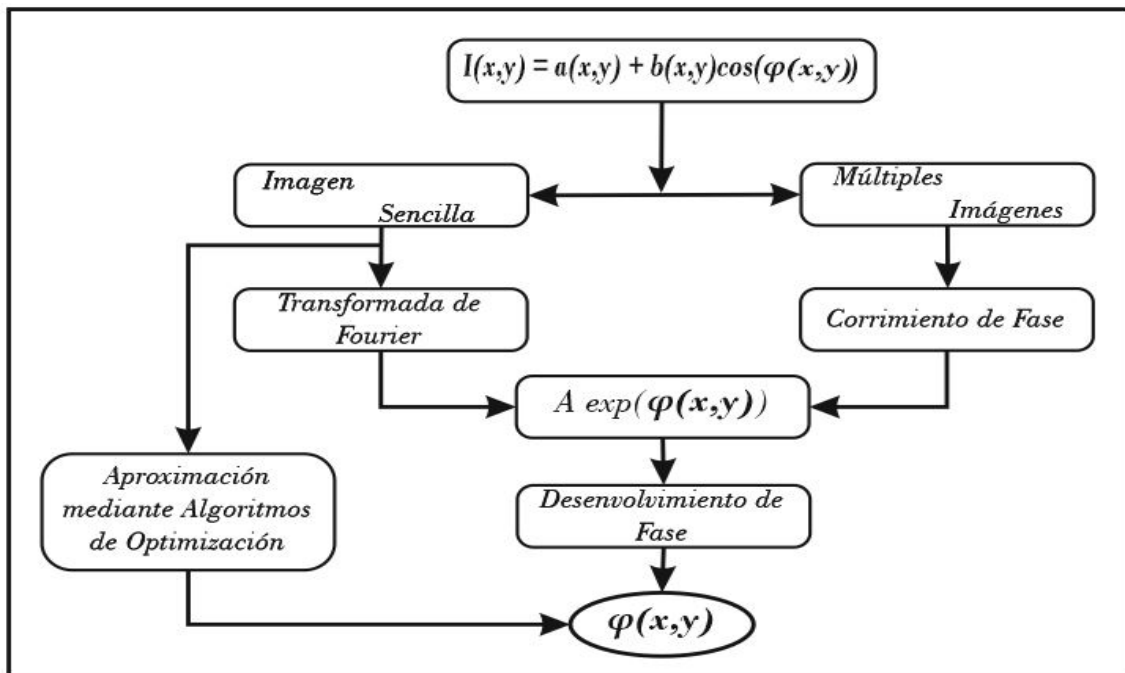 I(x,y) = a(x,y) + b(x,y)cos(φ(x,y))
Imagen
Sencilla
Múltiples
Imágenes
Transformada de
Fourier
Corrimiento de Fase
A exp(φ(x,y))
Aproximación
mediante Algoritmos
de Optimización
Desenvolvimiento de
Fase
φ(x,y)